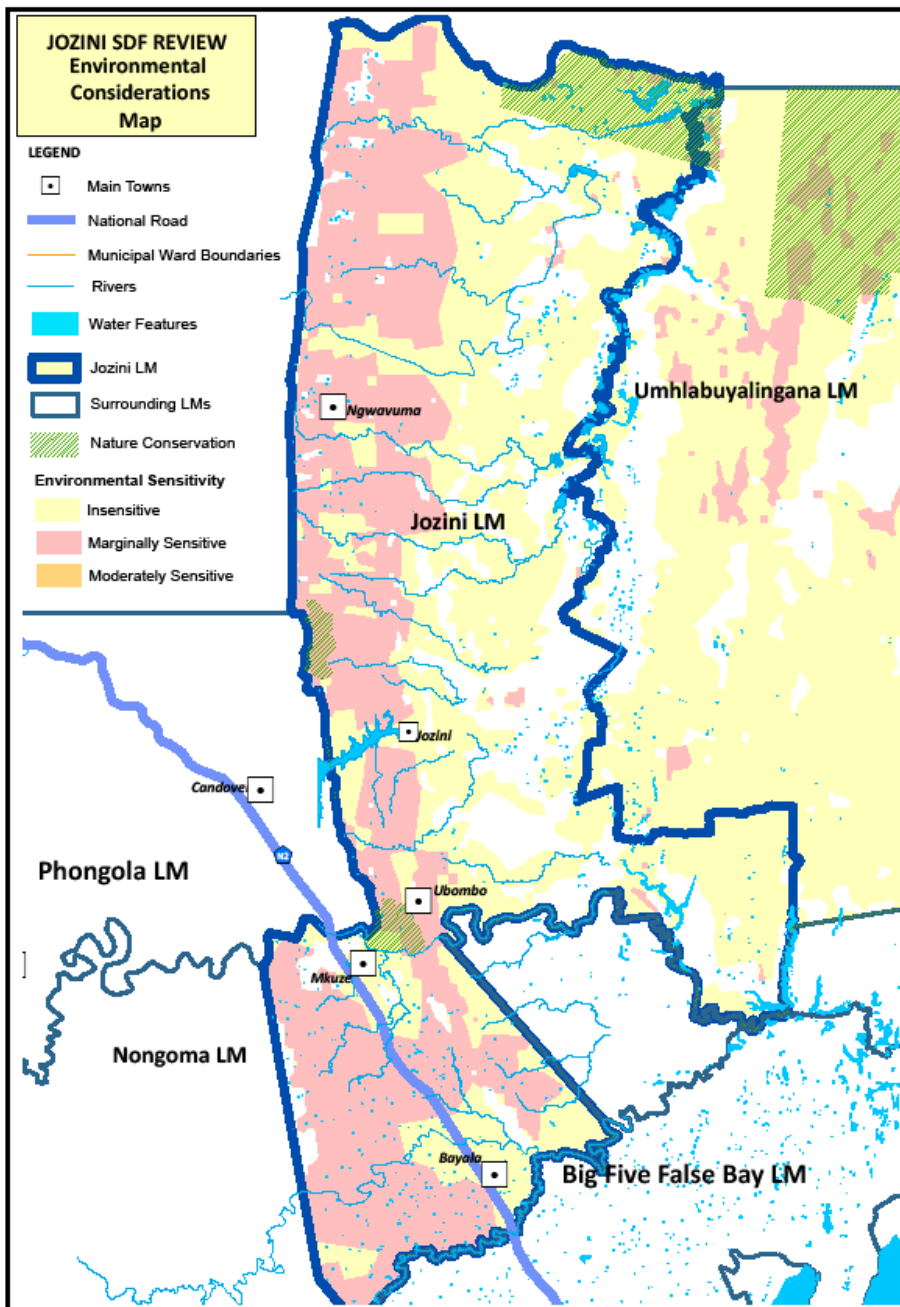 JOZINI SDF REVIEW
Environmental
Considerations
Map
LEGEND
Main Towns
National Road
Municipal Ward Boundaries
Rivers
Water Features
Jozini LM
Surrounding LMs
Nature Conservation
Environmental Sensitivity
Insensitive
Marginally Sensitive
Moderately Sensitive
Umhlabuyalingana LM
Ngwavuma
Jozini LM
Jozini
Candover
N2
Phongola LM
Ubombo
Mkuze
Nongoma LM
Bayala
Big Five False Bay LM